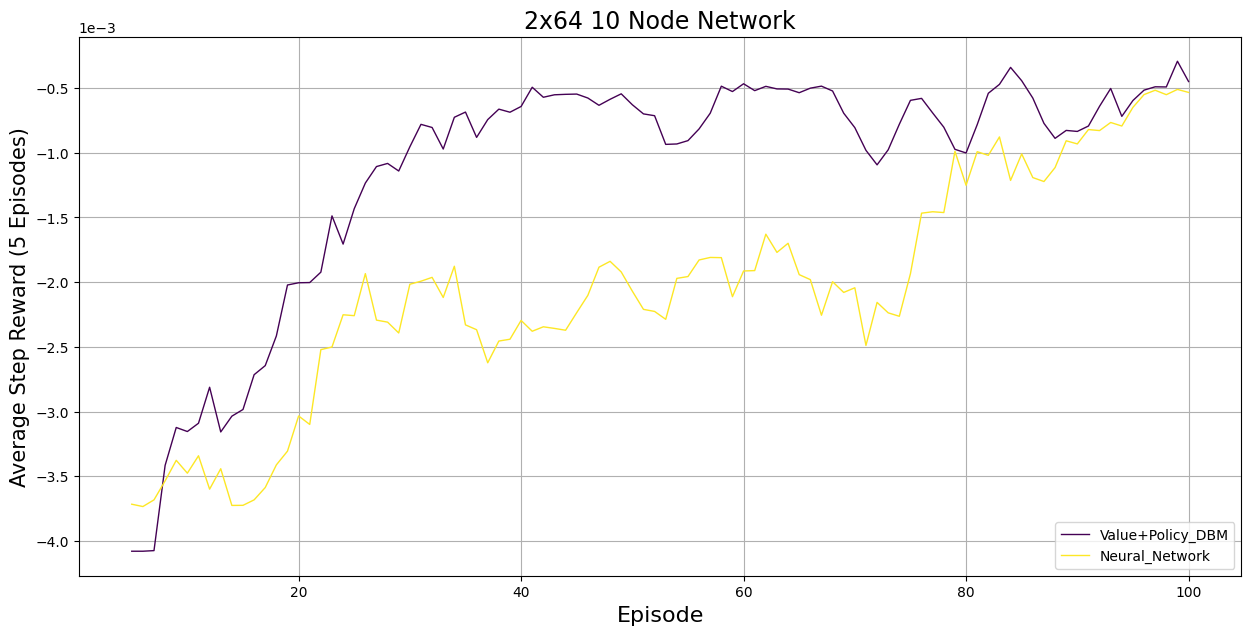 2x64 10 Node Network
1e−3
Average Step Reward (5 Episodes)
−0.5
−1.0
−1.5
−2.0
−2.5
−3.0
−3.5
−4.0
Value+Policy_DBM
Neural_Network
20 40 60 80 100
Episode